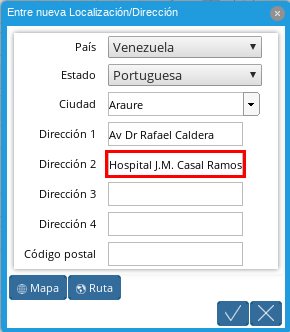 Entre nueva Localización/Dirección
País Venezuela
Estado Portuguesa
Ciudad Araure
Dirección 1 Av Dr Rafael Caldera
Dirección 2 Hospital J.M. Casal Ramos
Dirección 3
Dirección 4
Código postal
Mapa Ruta